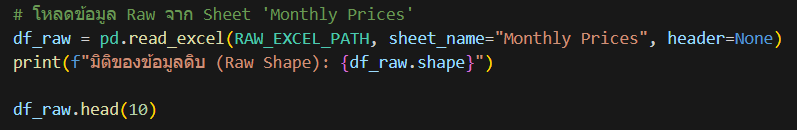 # โหลดข้อมูล Raw จาก Sheet 'Monthly Prices'
df_raw = pd.read_excel(RAW_EXCEL_PATH, sheet_name="Monthly Prices", header=None)
print(f"มิติของข้อมูลดิบ (Raw Shape): {df_raw.shape}")
df_raw.head(10)